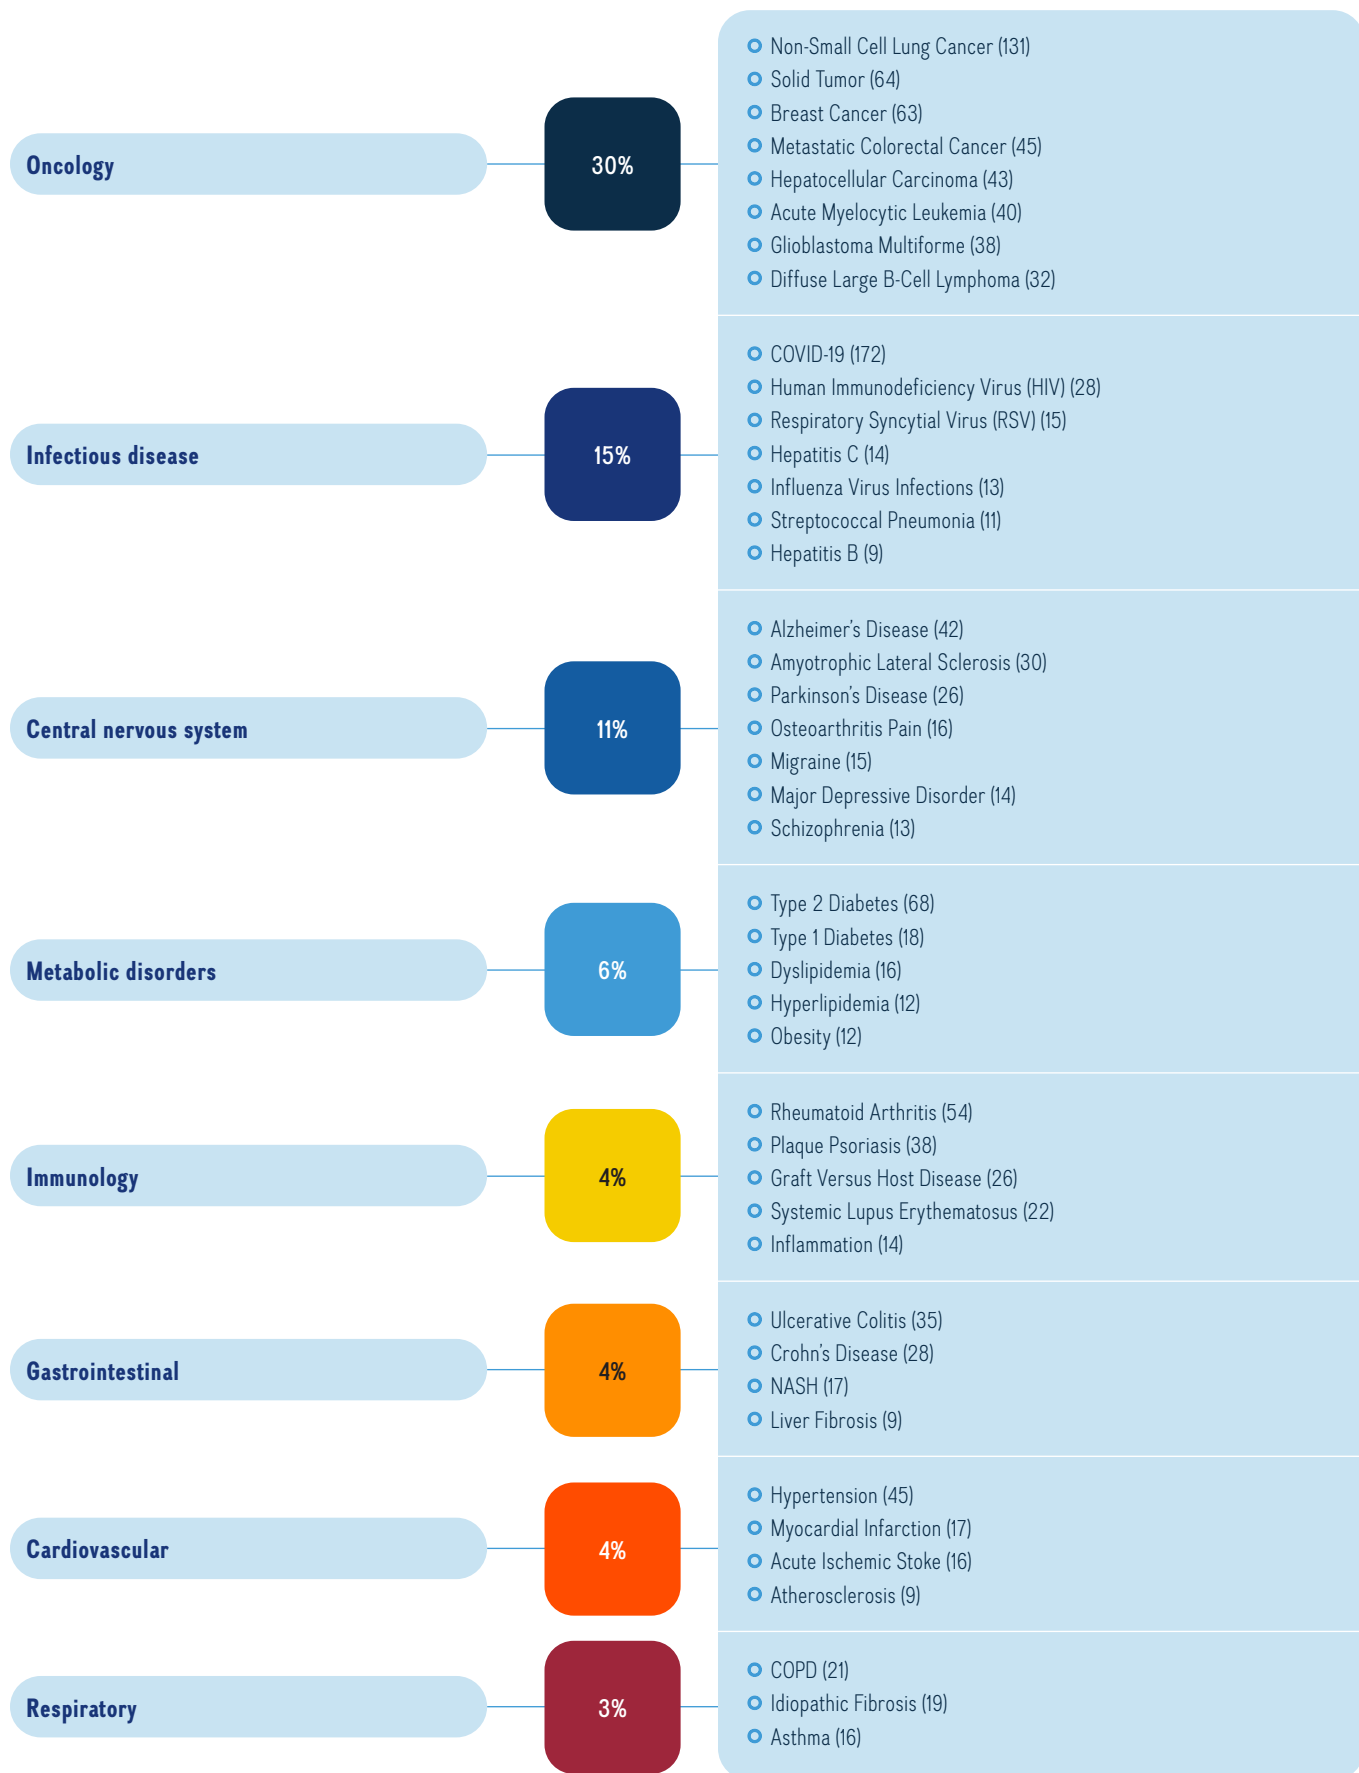 Oncology
30%
Non-Small Cell Lung Cancer (131)
Solid Tumor (64)
Breast Cancer (63)
Metastatic Colorectal Cancer (45)
Hepatocellular Carcinoma (43)
Acute Myelocytic Leukemia (40)
Glioblastoma Multiforme (38)
Diffuse Large B-Cell Lymphoma (32)
Infectious disease
15%
COVID-19 (172)
Human Immunodeficiency Virus (HIV) (28)
Respiratory Syncytial Virus (RSV) (15)
Hepatitis C (14)
Influenza Virus Infections (13)
Streptococcal Pneumonia (11)
Hepatitis B (9)
Central nervous system
11%
Alzheimer's Disease (42)
Amyotrophic Lateral Sclerosis (30)
Parkinson's Disease (26)
Osteoarthritis Pain (16)
Migraine (15)
Major Depressive Disorder (14)
Schizophrenia (13)
Metabolic disorders
6%
Type 2 Diabetes (68)
Type 1 Diabetes (18)
Dyslipidemia (16)
Hyperlipidemia (12)
Obesity (12)
Immunology
4%
Rheumatoid Arthritis (54)
Plaque Psoriasis (38)
Graft Versus Host Disease (26)
Systemic Lupus Erythematosus (22)
Inflammation (14)
Gastrointestinal
4%
Ulcerative Colitis (35)
Crohn's Disease (28)
NASH (17)
Liver Fibrosis (9)
Cardiovascular
4%
Hypertension (45)
Myocardial Infarction (17)
Acute Ischemic Stoke (16)
Atherosclerosis (9)
Respiratory
3%
COPD (21)
Idiopathic Fibrosis (19)
Asthma (16)